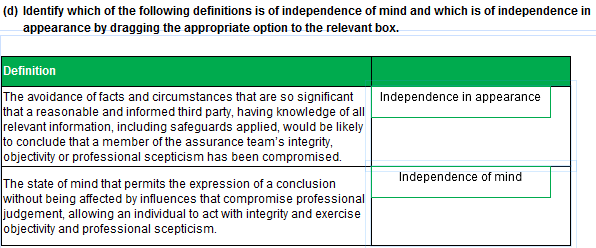 (d) Identify which of the following definitions is of independence of mind and which is of independence in
appearance by dragging the appropriate option to the relevant box.
Definition
The avoidance of facts and circumstances that are so significant
that a reasonable and informed third party, having knowledge of all
relevant information, including safeguards applied, would be likely
to conclude that a member of the assurance team's integrity,
objectivity or professional scepticism has been compromised.
Independence in appearance
The state of mind that permits the expression of a conclusion
without being affected by influences that compromise professional
judgement, allowing an individual to act with integrity and exercise
objectivity and professional scepticism.
Independence of mind